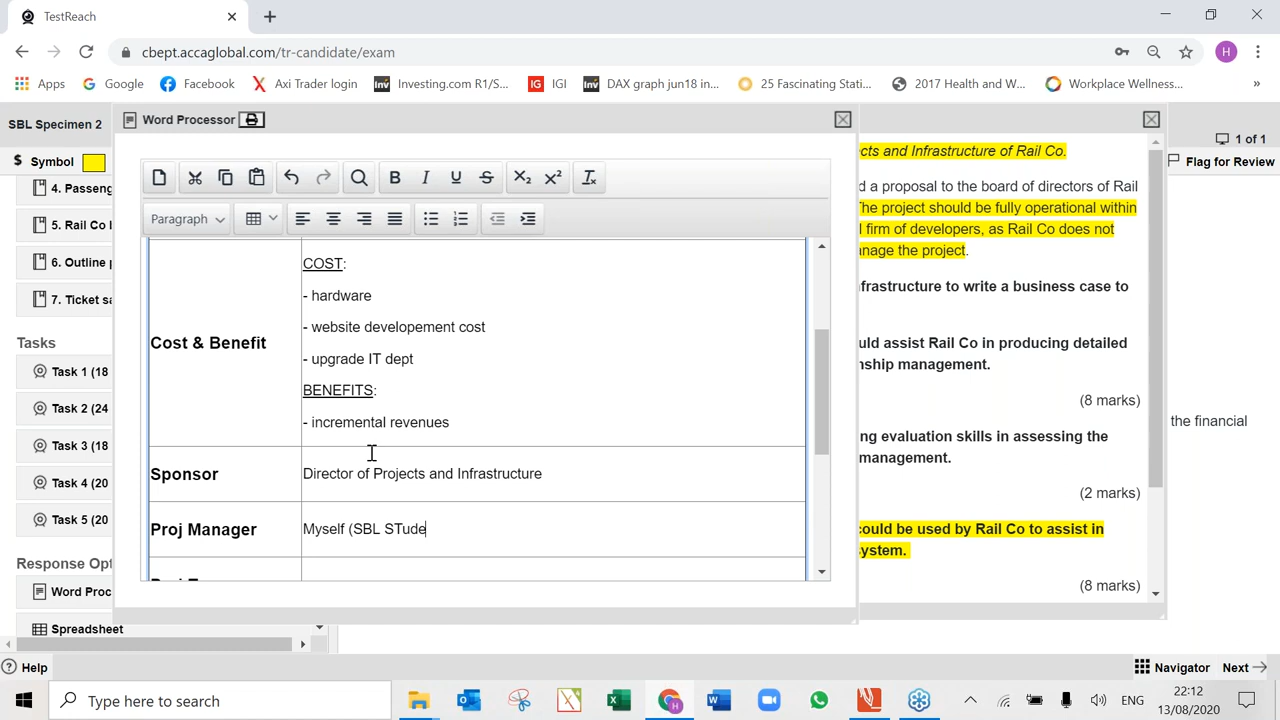 TestReach
cbept.accaglobal.com/tr-candidate/exam
H
Apps
Google
Facebook
Axi Trader login
Investing.com R1/S...
IGI
DAX graph jun18 in...
25 Fascinating Stati...
2017 Health and W...
Workplace Wellness...
»
SBL Specimen 2
1 of 1
$ Symbol
Flag for Review
4. Passeng
5. Rail Co
6. Outline
7. Ticket sa
Tasks
Task 1 (18
Task 2 (24
Task 3 (18
Task 4 (20
Task 5 (20
Response Opt
Word Proc
Spreadsheet
Word Processor
B I U S X₂ X² Tx
Paragraph
COST:
- hardware
- website developement cost
- upgrade IT dept
Cost & Benefit
BENEFITS:
- incremental revenues
Sponsor
Director of Projects and Infrastructure
Proj Manager
Myself (SBL STude
cts and Infrastructure of Rail Co.
d a proposal to the board of directors of Rail
The project should be fully operational within
l firm of developers, as Rail Co does not
anage the project.
frastructure to write a business case to
uld assist Rail Co in producing detailed
nship management.
(8 marks)
the financial
ng evaluation skills in assessing the
management.
(2 marks)
could be used by Rail Co to assist in
ystem.
(8 marks)
Help
Navigator
Next
Type here to search
ENG
22:12
13/08/2020